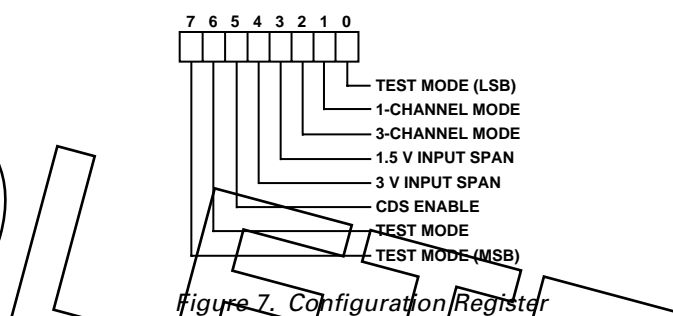 7 6 5 4 3 2 1 0
TEST MODE (LSB)
1-CHANNEL MODE
3-CHANNEL MODE
1.5 V INPUT SPAN
3 V INPUT SPAN
CDS ENABLE
TEST MODE
TEST MODE (MSB)
Figure 7. Configuration Register